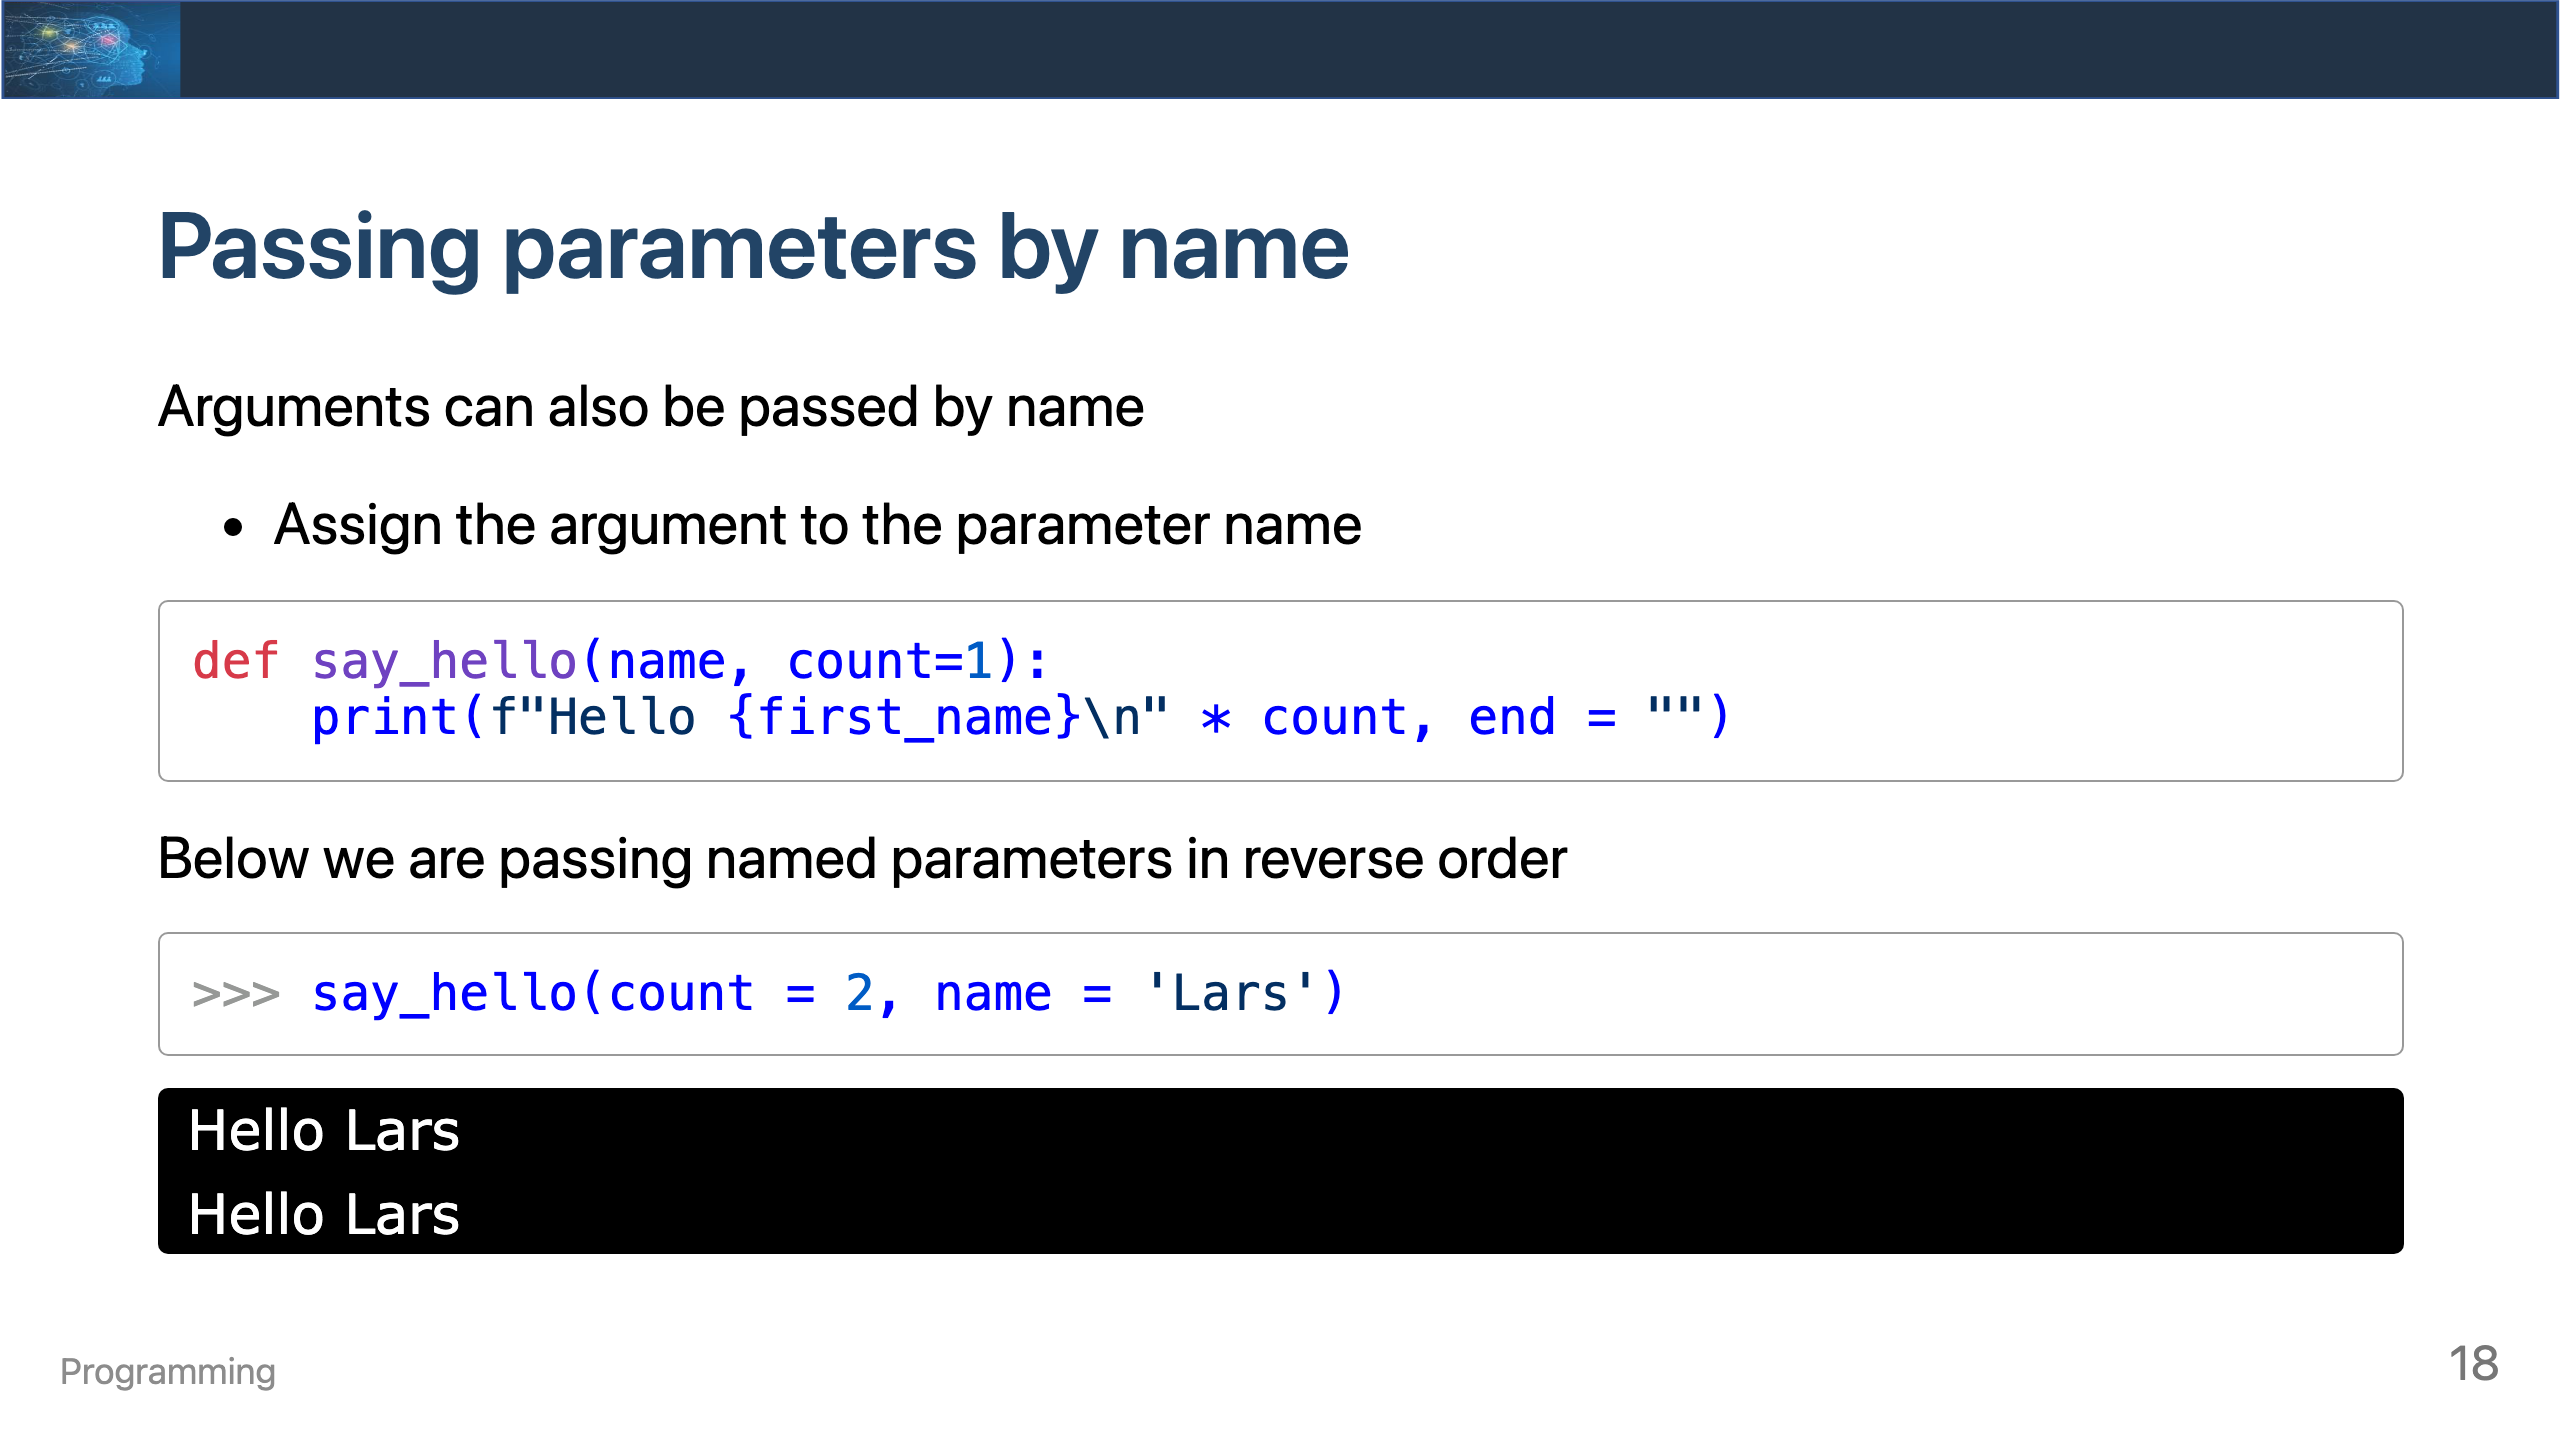 Passing parameters by name
Arguments can also be passed by name
• Assign the argument to the parameter name
def say_hello(name, count=1):
    print(f"Hello {first_name}\n" * count, end = "")
Below we are passing named parameters in reverse order
>>> say_hello(count = 2, name = 'Lars')
Hello Lars
Hello Lars
Programming
18